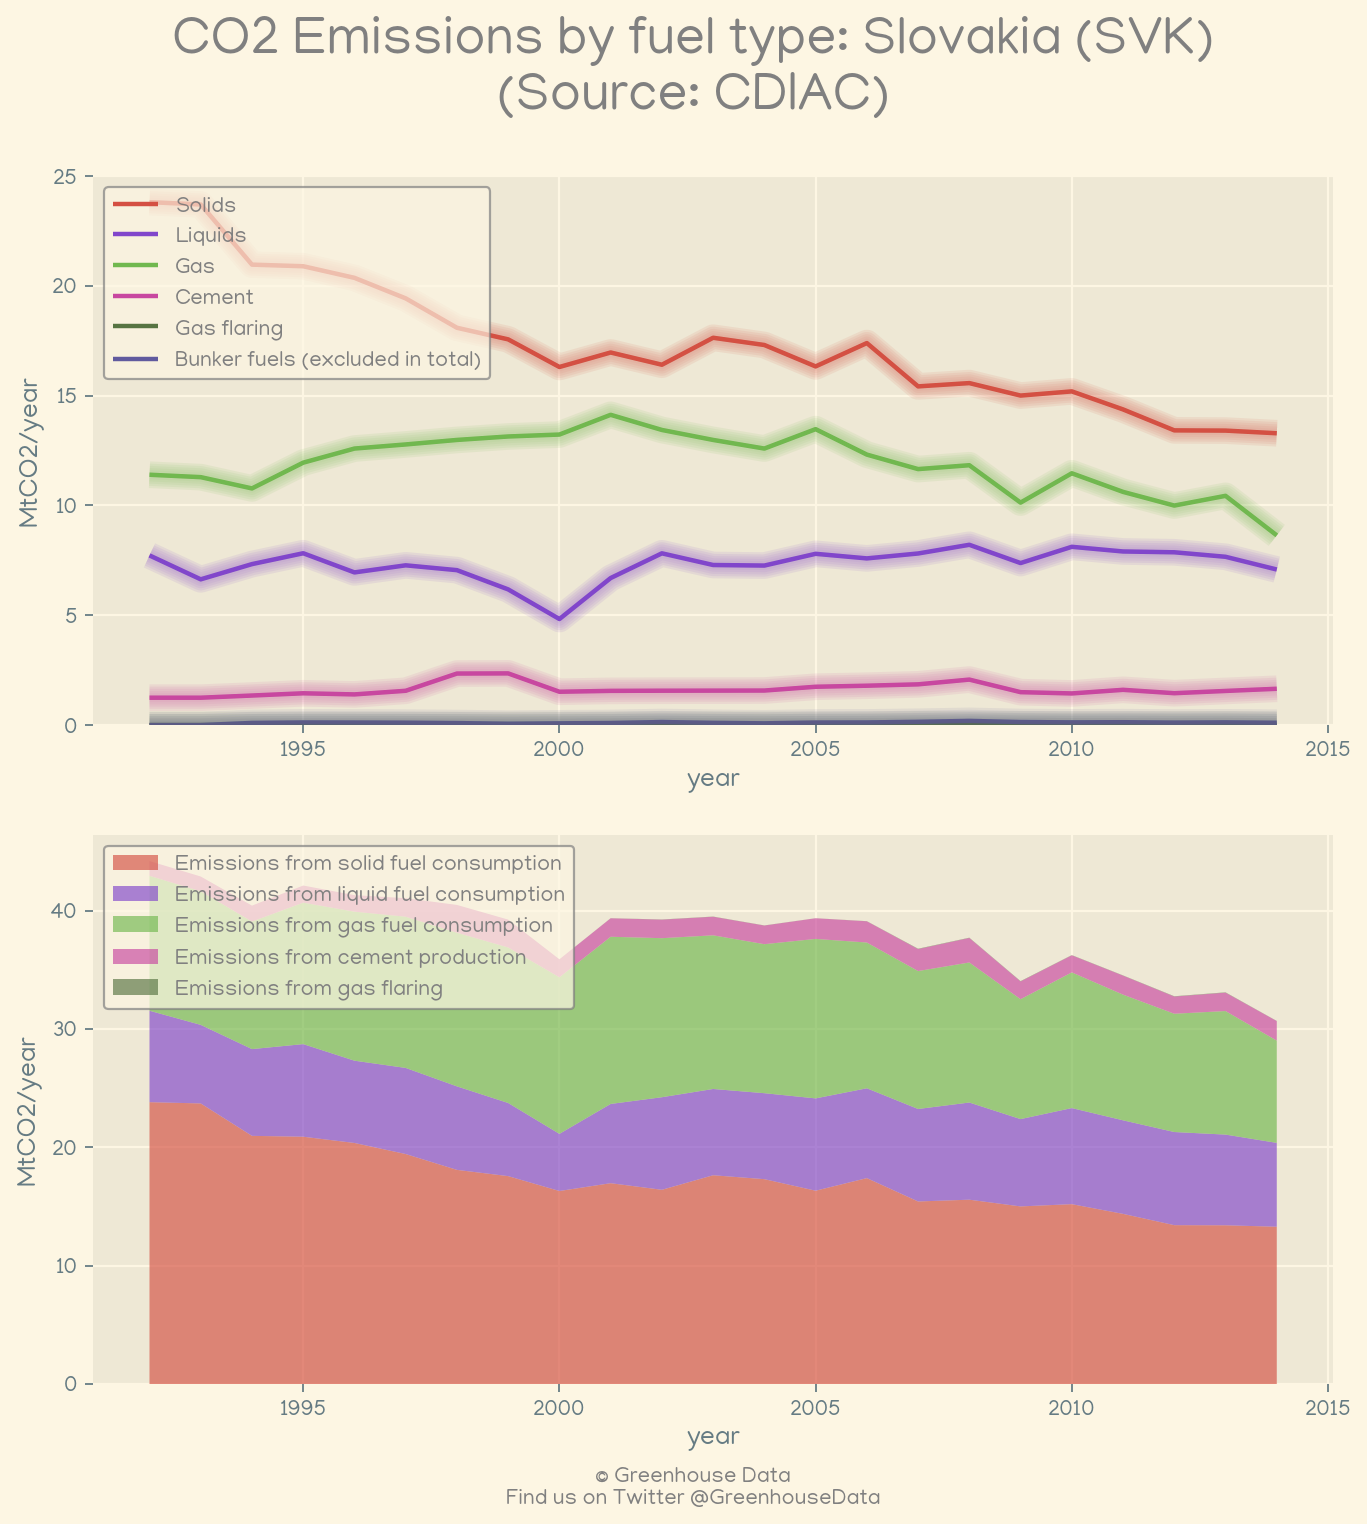 CO2 Emissions by fuel type: Slovakia (SVK)
(Source: CDIAC)
25
20
15
10
5
0
MtCO2/year
Solids
Liquids
Gas
Cement
Gas flaring
Bunker fuels (excluded in total)
1995
2000
2005
2010
2015
year
40
30
20
10
0
MtCO2/year
Emissions from solid fuel consumption
Emissions from liquid fuel consumption
Emissions from gas fuel consumption
Emissions from cement production
Emissions from gas flaring
1995
2000
2005
2010
2015
year
© Greenhouse Data
Find us on Twitter @GreenhouseData